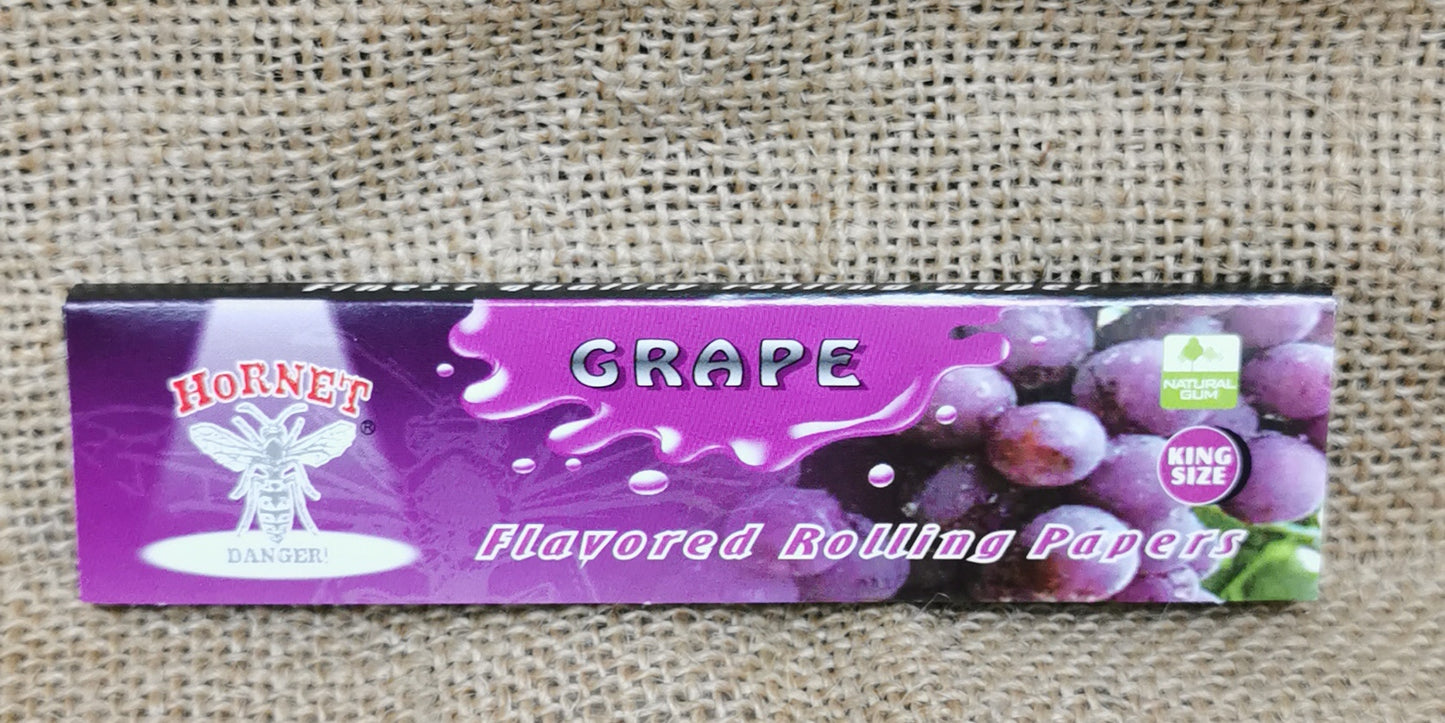 Finest quality rolling paper
HORNET
®
DANGER!
GRAPE
Flavored Rolling Papers
NATURAL
GUM
KING
SIZE